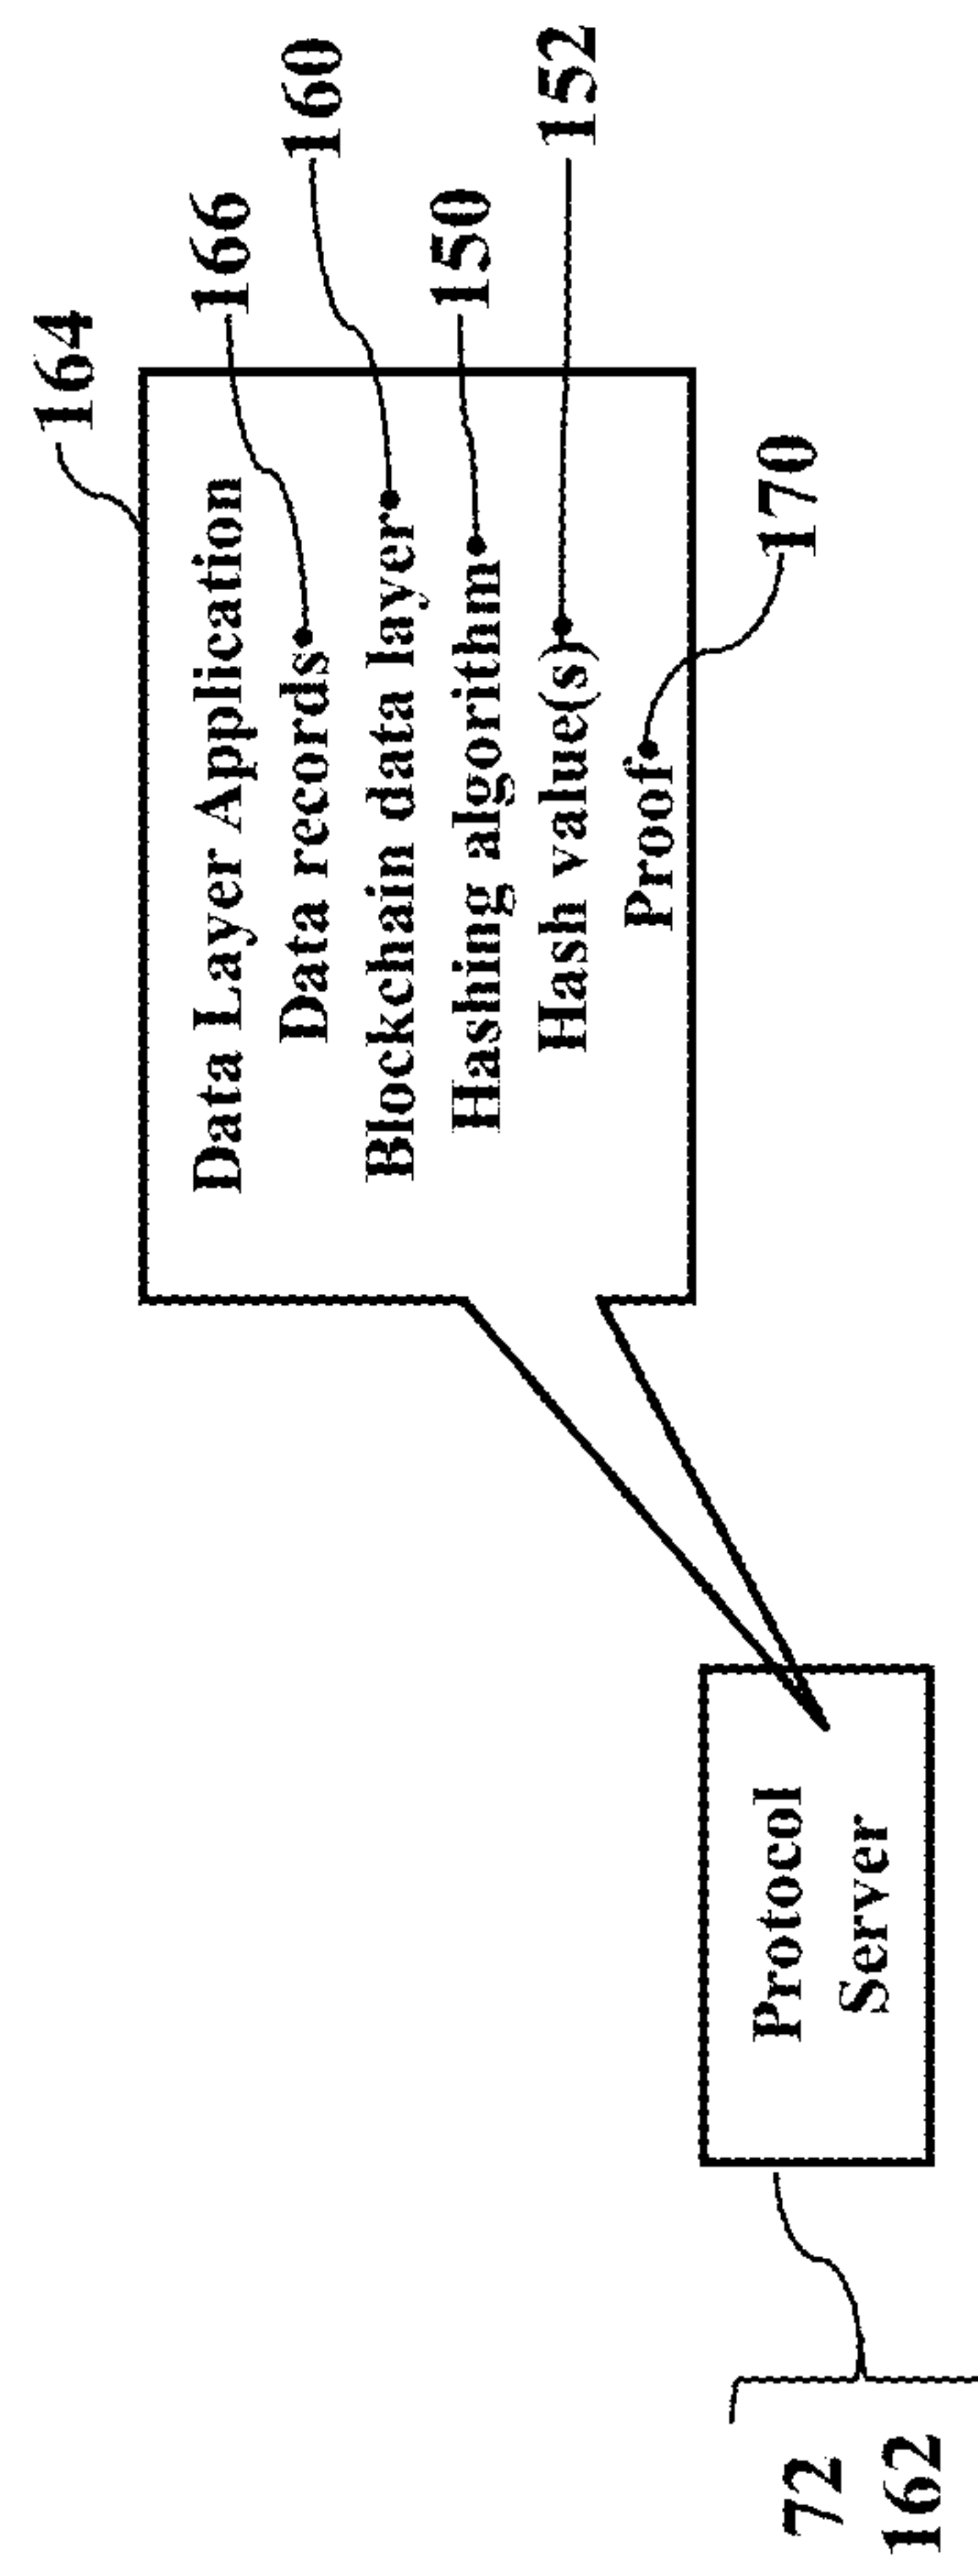 164
Data Layer Application
Data records 166
Blockchain data layer 160
Hashing algorithm 150
Hash value(s) 152
Proof 170
Protocol
Server
72
162